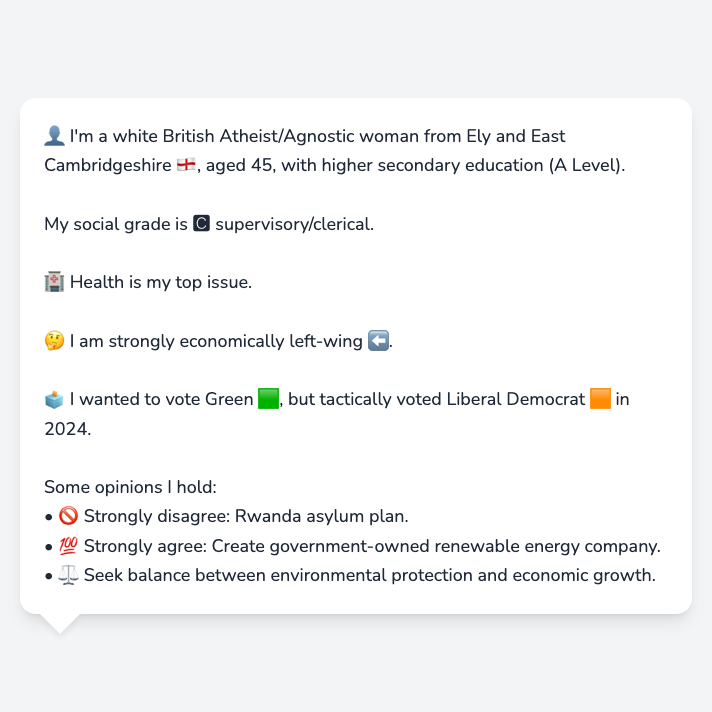 👤 I'm a white British Atheist/Agnostic woman from Ely and East
Cambridgeshire 🏴󠁧󠁢󠁥󠁮󠁧󠁿, aged 45, with higher secondary education (A Level).
My social grade is 🅲 supervisory/clerical.
🏥 Health is my top issue.
🤔 I am strongly economically left-wing ⬅️.
🗳️ I wanted to vote Green 🟩, but tactically voted Liberal Democrat 🟧 in
2024.
Some opinions I hold:
• 🚫 Strongly disagree: Rwanda asylum plan.
• 💯 Strongly agree: Create government-owned renewable energy company.
• ⚖️ Seek balance between environmental protection and economic growth.